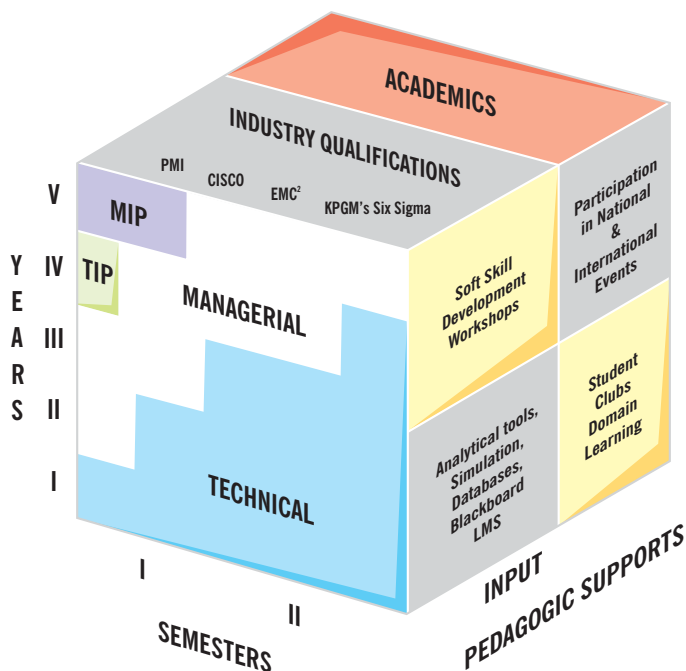 ACADEMICS
INDUSTRY QUALIFICATIONS
PMI
CISCO
EMC²
KPGM's Six Sigma
YEARS
V
IV
III
II
I
MIP
TIP
MANAGERIAL
TECHNICAL
Soft Skill
Development
Workshops
Participation
in National
&
International
Events
Analytical tools,
Simulation,
Databases,
Blackboard
LMS
Student
Clubs
Domain
Learning
I
II
SEMESTERS
INPUT
PEDAGOGIC SUPPORTS